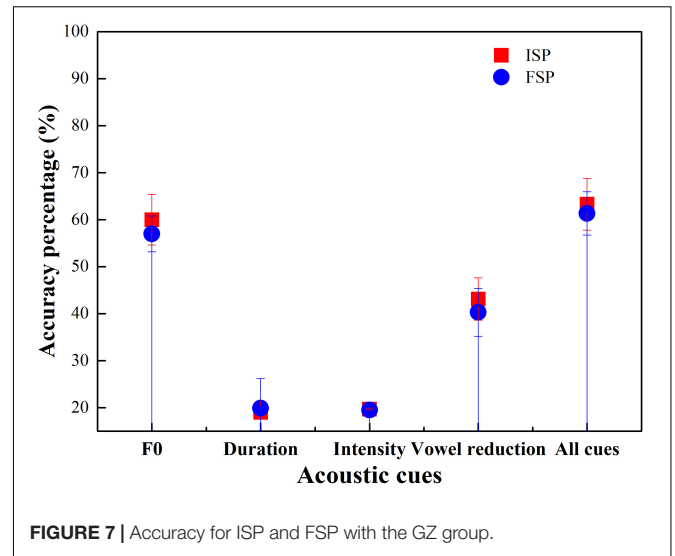 100
90
80
70
60
50
40
30
20
Accuracy percentage (%)
ISP
FSP
F0 Duration Intensity Vowel reduction All cues
Acoustic cues
FIGURE 7 | Accuracy for ISP and FSP with the GZ group.